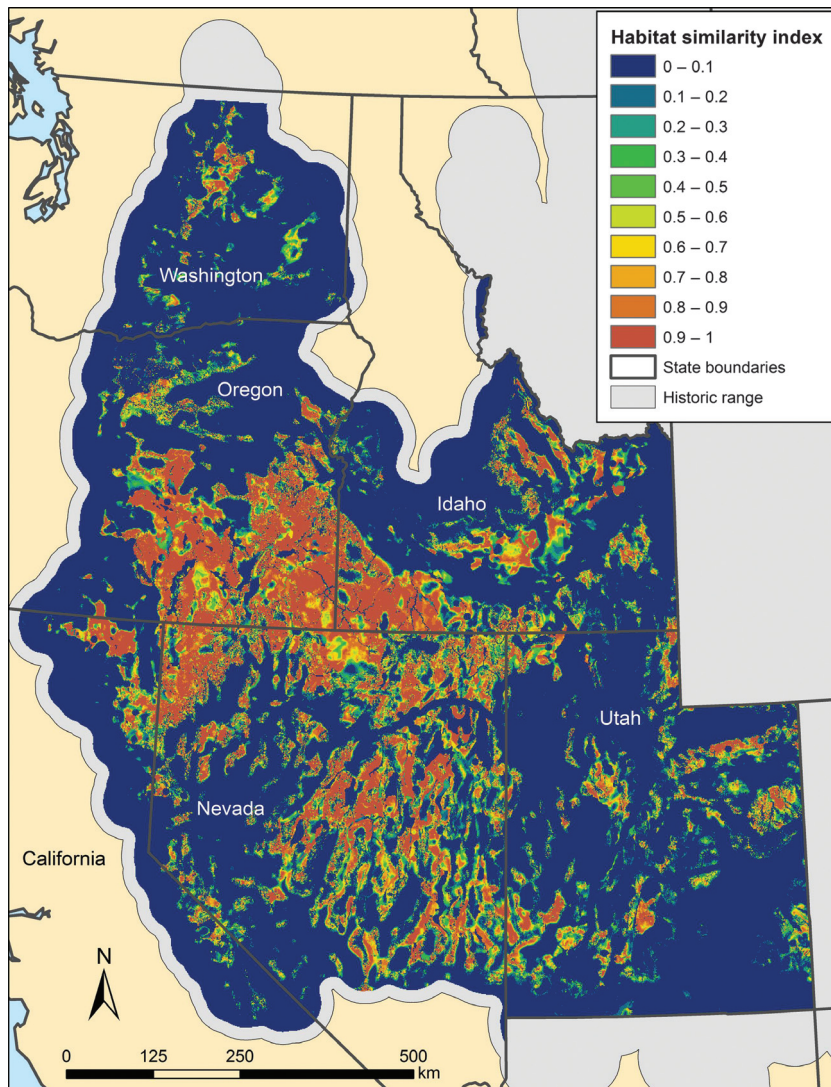 Habitat similarity index
0 – 0.1
0.1 – 0.2
0.2 – 0.3
0.3 – 0.4
0.4 – 0.5
0.5 – 0.6
0.6 – 0.7
0.7 – 0.8
0.8 – 0.9
0.9 – 1
State boundaries
Historic range
Washington
Oregon
Idaho
Utah
Nevada
California
N
0 125 250 500
km